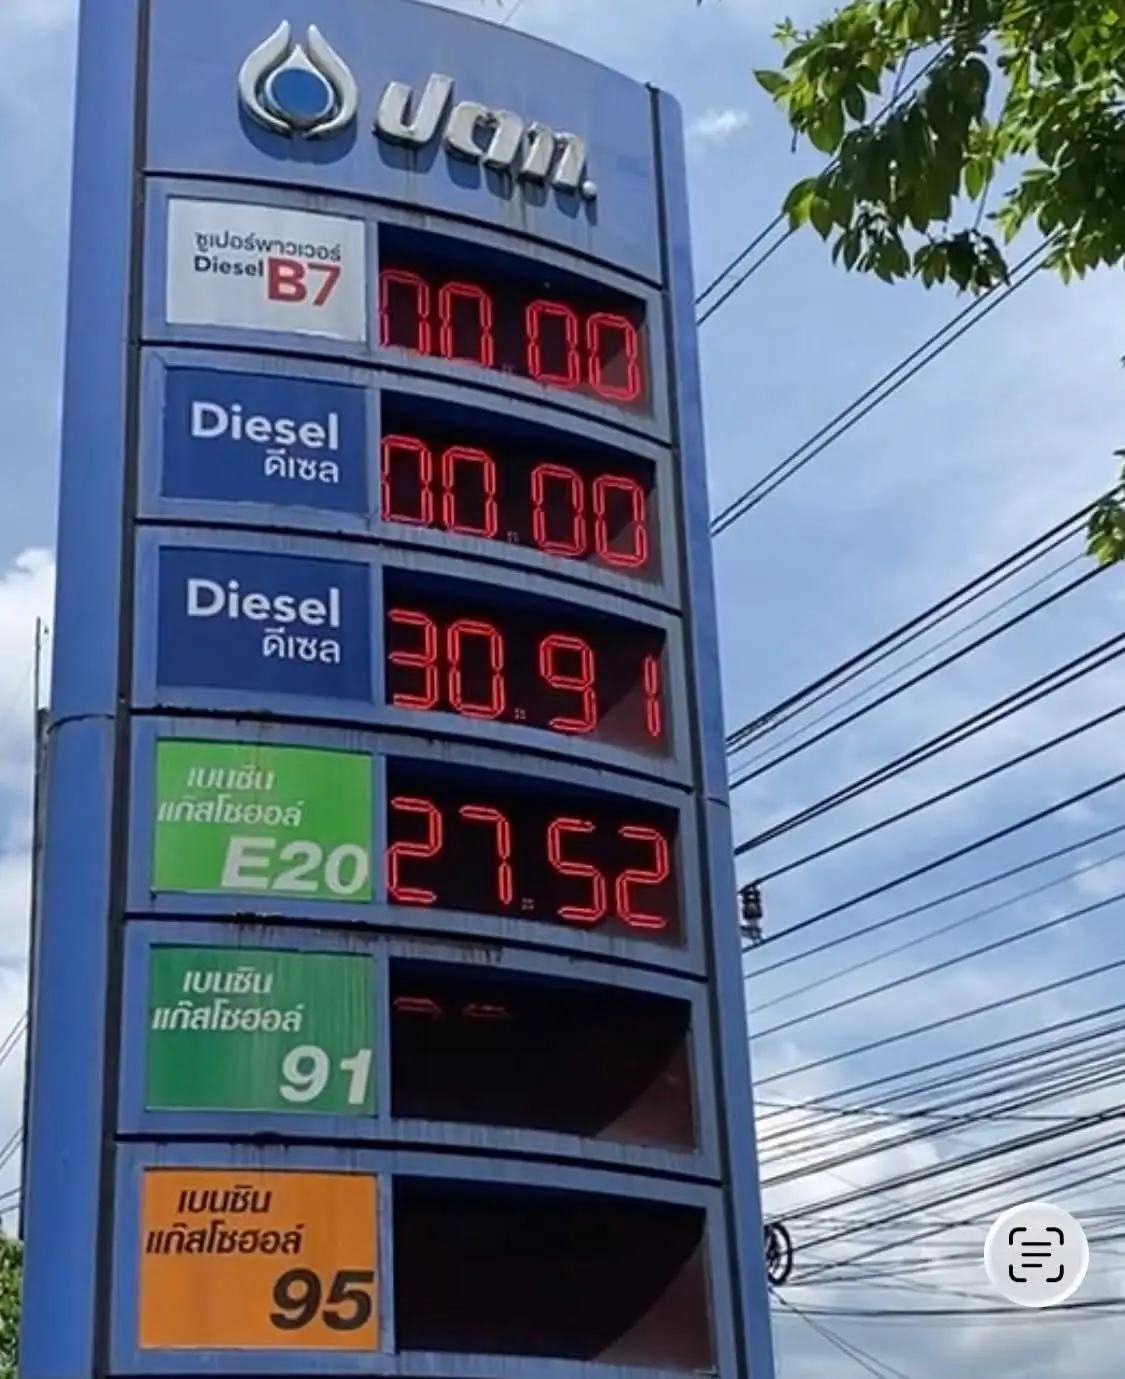 ปตท.
ซูเปอร์พาวเวอร์
Diesel B7
00.00
Diesel
ดีเซล
00.00
Diesel
ดีเซล
30.91
เบนซิน
แก๊สโซฮอล์
E20
27.52
เบนซิน
แก๊สโซฮอล์
91
เบนซิน
แก๊สโซฮอล์
95